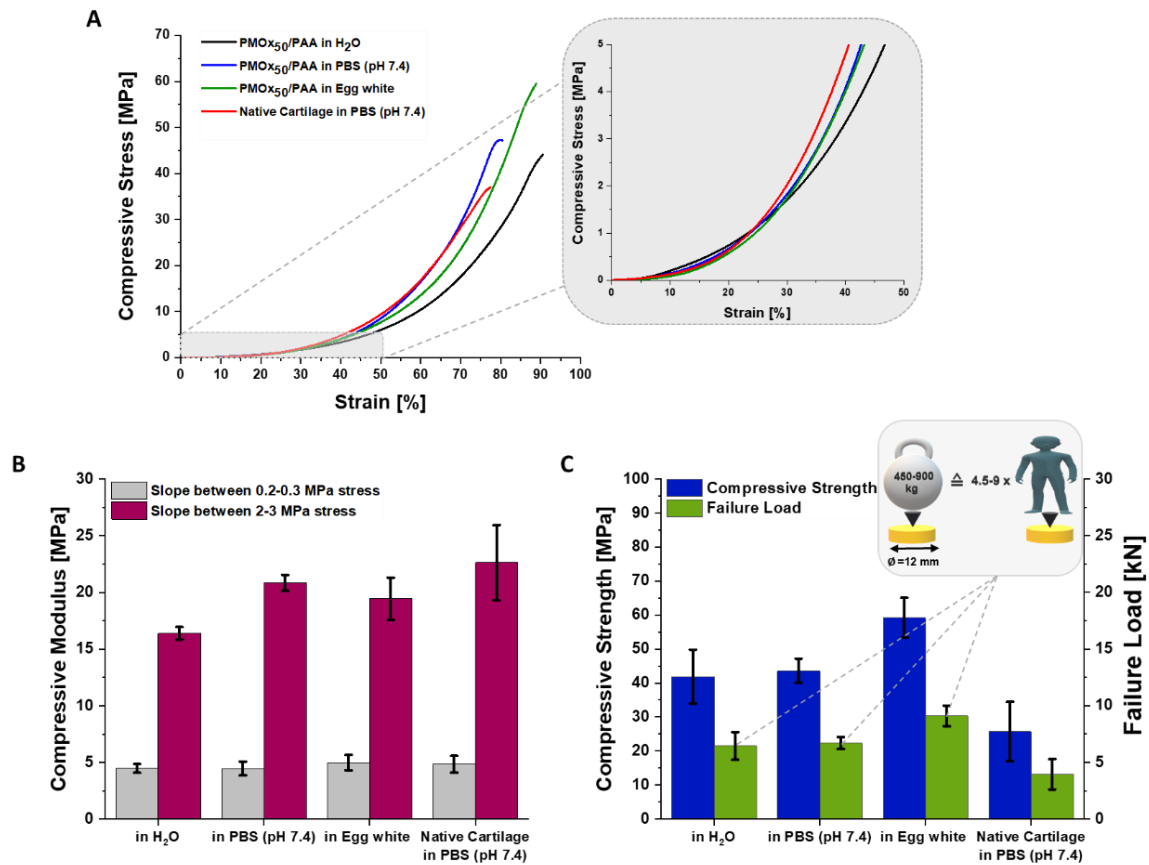 A
Compressive Stress [MPa]
70
60
50
40
30
20
10
0
PMOx50/PAA in H2O
PMOx50/PAA in PBS (pH 7.4)
PMOx50/PAA in Egg white
Native Cartilage in PBS (pH 7.4)
0 10 20 30 40 50 60 70 80 90 100
Strain [%]
Compressive Stress [MPa]
5
4
3
2
1
0
0 10 20 30 40 50
Strain [%]
B
Compressive Modulus [MPa]
30
25
20
15
10
5
0
Slope between 0.2-0.3 MPa stress
Slope between 2-3 MPa stress
in H2O in PBS (pH 7.4) in Egg white Native Cartilage
in PBS (pH 7.4)
C
Compressive Strength [MPa]
100
90
80
70
60
50
40
30
20
10
0
Compressive Strength
Failure Load
450-900
kg
≙ 4.5-9 x
Ø=12 mm
30
25
20
15
10
5
0
Failure Load [kN]
in H2O in PBS (pH 7.4) in Egg white Native Cartilage
in PBS (pH 7.4)